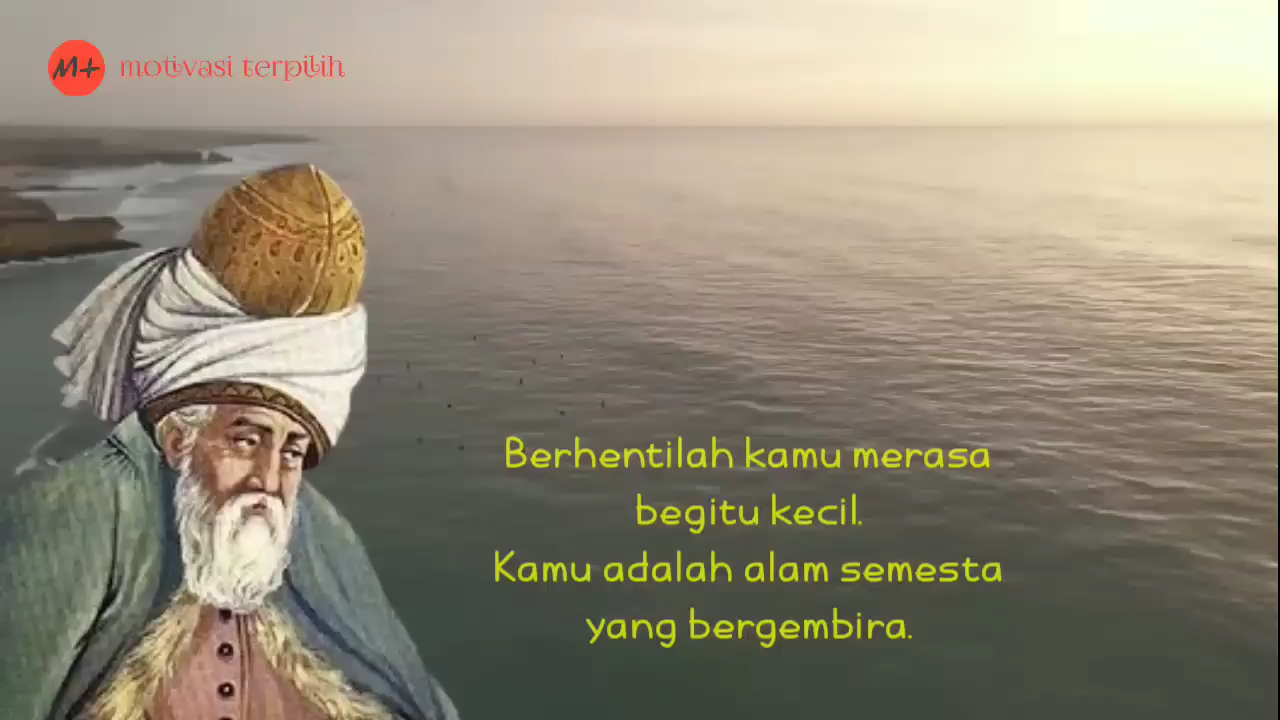 M+ motivasi terpilih
Berhentilah kamu merasa
begitu kecil.
Kamu adalah alam semesta
yang bergembira.